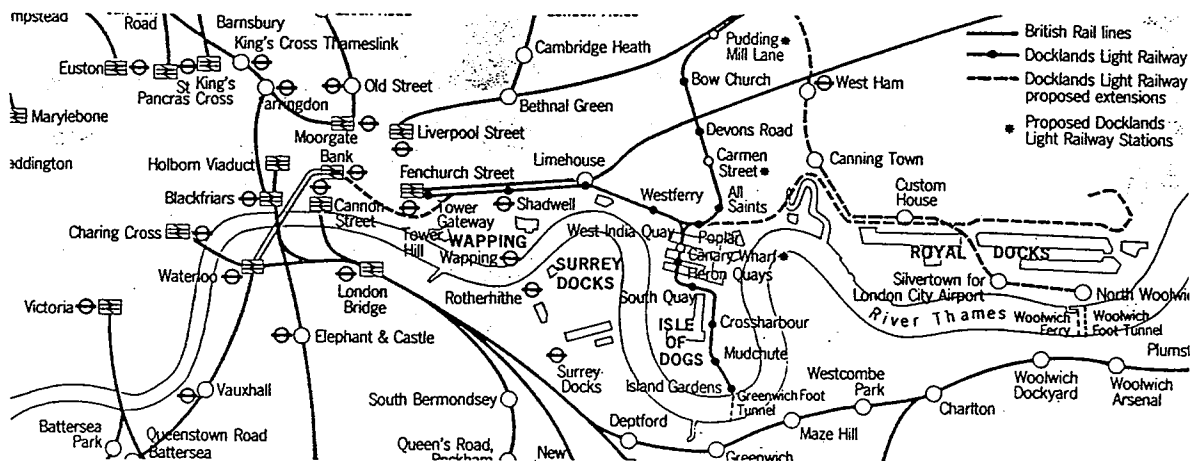 Road
Barnsbury
King's Cross Thameslink
Euston
St
Pancras
King's
Cross
Marylebone
Farringdon
Old Street
Moorgate
Bank
Liverpool Street
Cambridge Heath
Bethnal Green
Holborn Viaduct
Blackfriars
Cannon
Street
Charing Cross
Waterloo
London
Bridge
Victoria
Elephant & Castle
Vauxhall
Battersea
Park
Queenstown Road
Battersea
Fenchurch Street
Tower
Gateway
Tower
Hill
Shadwell
Limehouse
WAPPING
Wapping
SURREY
DOCKS
Rotherhithe
Surrey
Docks
South Bermondsey
Queen's Road,
Peckham
New
Deptford
Greenwich
Maze Hill
Westcombe
Park
Charlton
Woolwich
Dockyard
Woolwich
Arsenal
Pudding
Mill Lane
Bow Church
Devons Road
Carmen
Street
All
Saints
Westferry
West India Quay
Canary Wharf
Heron Quays
South Quay
ISLE
OF
DOGS
Crossharbour
Mudchute
Island Gardens
Greenwich Foot
Tunnel
West Ham
Canning Town
Custom
House
ROYAL DOCKS
Silvertown for
London City Airport
River Thames
Woolwich
Ferry
Woolwich
Foot Tunnel
British Rail lines
Docklands Light Railway
Docklands Light Railway
proposed extensions
Proposed Docklands
Light Railway Stations